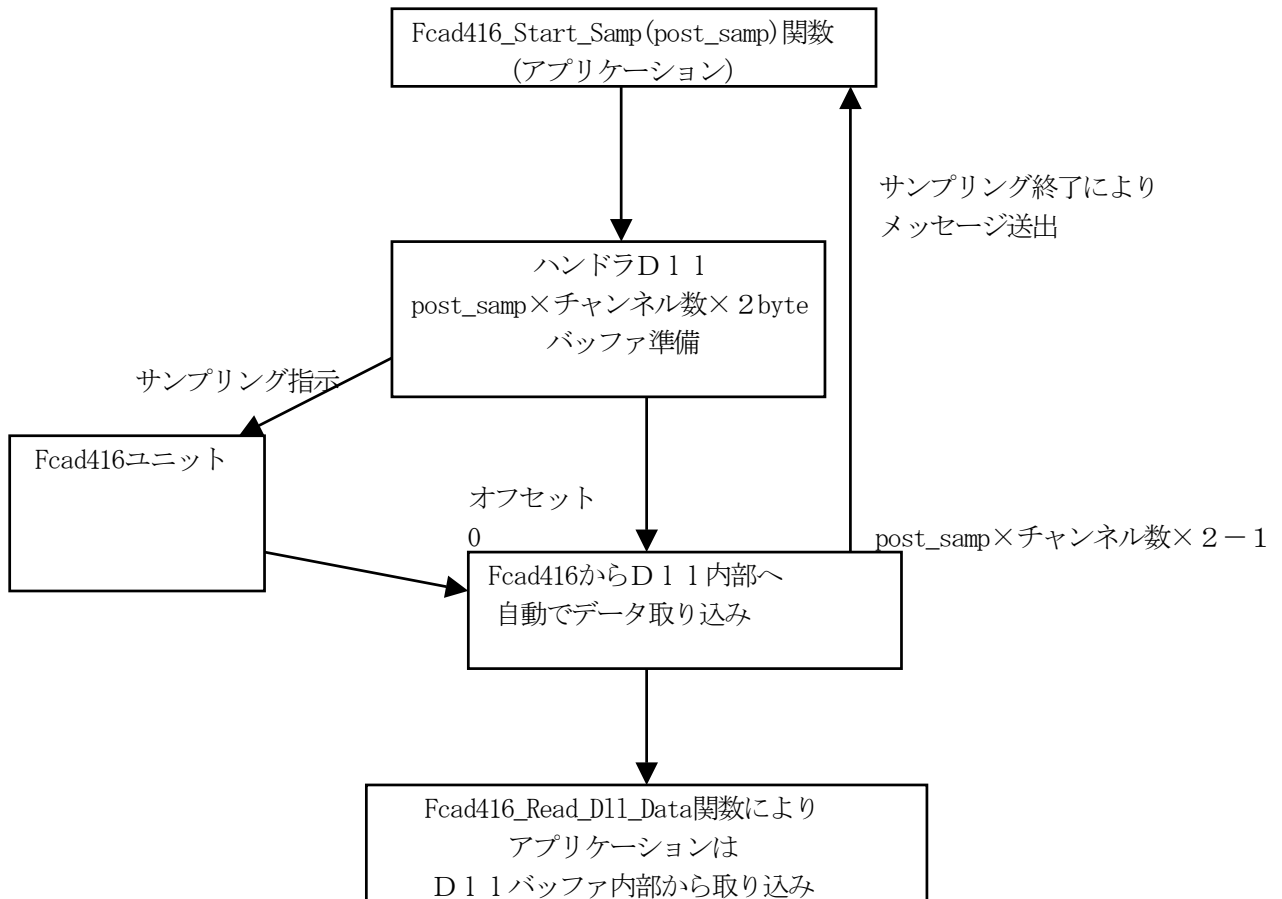 Fcad416_Start_Samp(post_samp)関数
(アプリケーション)
サンプリング終了により
メッセージ送出
ハンドラＤｌｌ
post_samp×チャンネル数×２byte
バッファ準備
サンプリング指示
Fcad416ユニット
オフセット
0
post_samp×チャンネル数×２－１
Fcad416からＤｌｌ内部へ
自動でデータ取り込み
Fcad416_Read_Dll_Data関数により
アプリケーションは
Ｄｌｌバッファ内部から取り込み